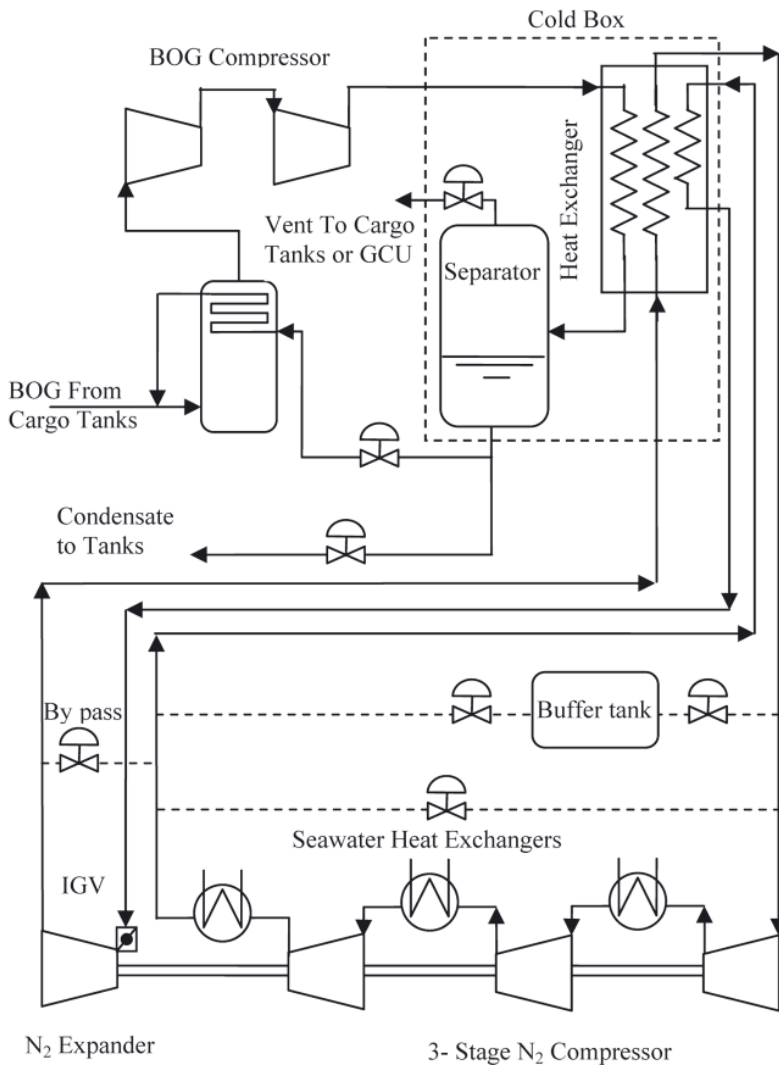 Cold Box
BOG Compressor
Heat Exchanger
Vent To Cargo
Tanks or GCU
Separator
BOG From
Cargo Tanks
Condensate
to Tanks
By pass
Buffer tank
Seawater Heat Exchangers
IGV
N₂ Expander
3- Stage N₂ Compressor